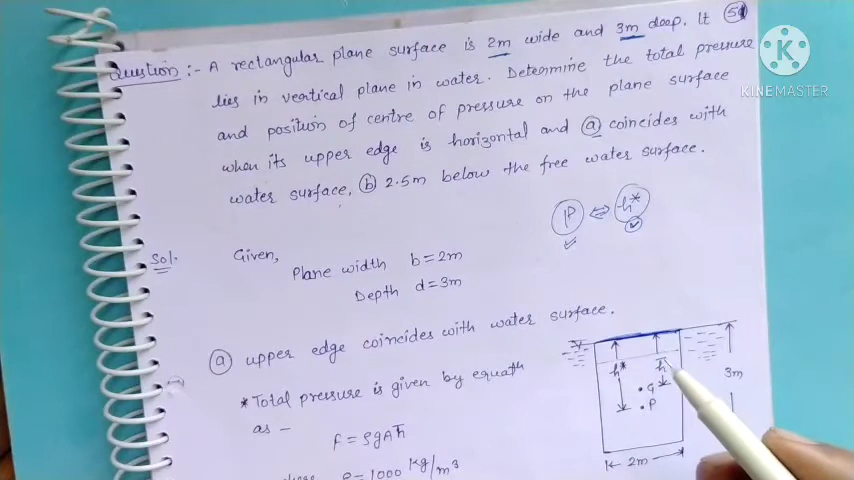 Question :- A rectangular plane surface is 2m wide and 3m deep. It
lies in vertical plane in water. Determine the total pressure
and position of centre of pressure on the plane surface
when its upper edge is horizontal and (a) coincides with
water surface, (b) 2.5m below the free water surface.
P ⇔ h*
Sol. Given,
Plane width b = 2m
Depth d = 3m
(a) upper edge coincides with water surface.
* Total pressure is given by equatn
as —
F = ρgAh̄
ρ = 1000 kg/m³
h* h̄
G
P
3m
2m
K
KINEMASTER